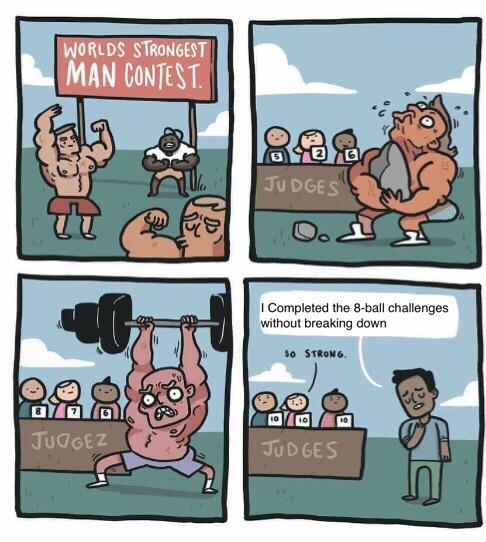 WORLDS STRONGEST
MAN CONTEST.
5 2 6
JUDGES
8 7 6
JUDGEZ
I Completed the 8-ball challenges
without breaking down
SO STRONG.
10 10 10
JUDGES